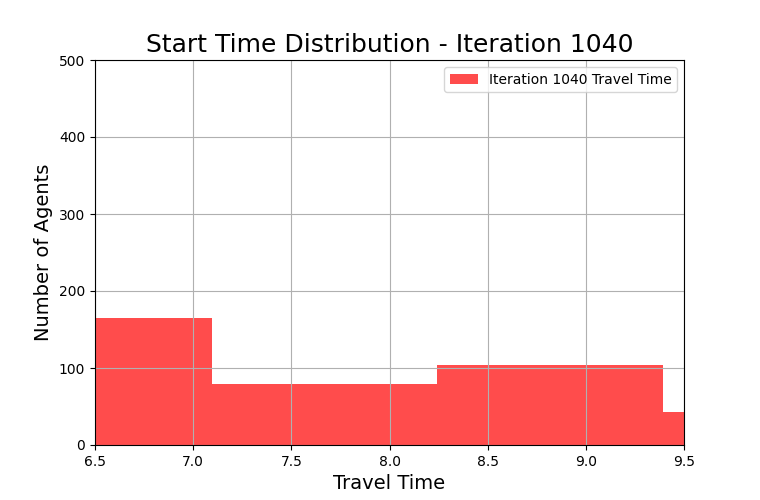 Start Time Distribution - Iteration 1040
500
Iteration 1040 Travel Time
400
300
200
100
0
Number of Agents
6.5 7.0 7.5 8.0 8.5 9.0 9.5
Travel Time